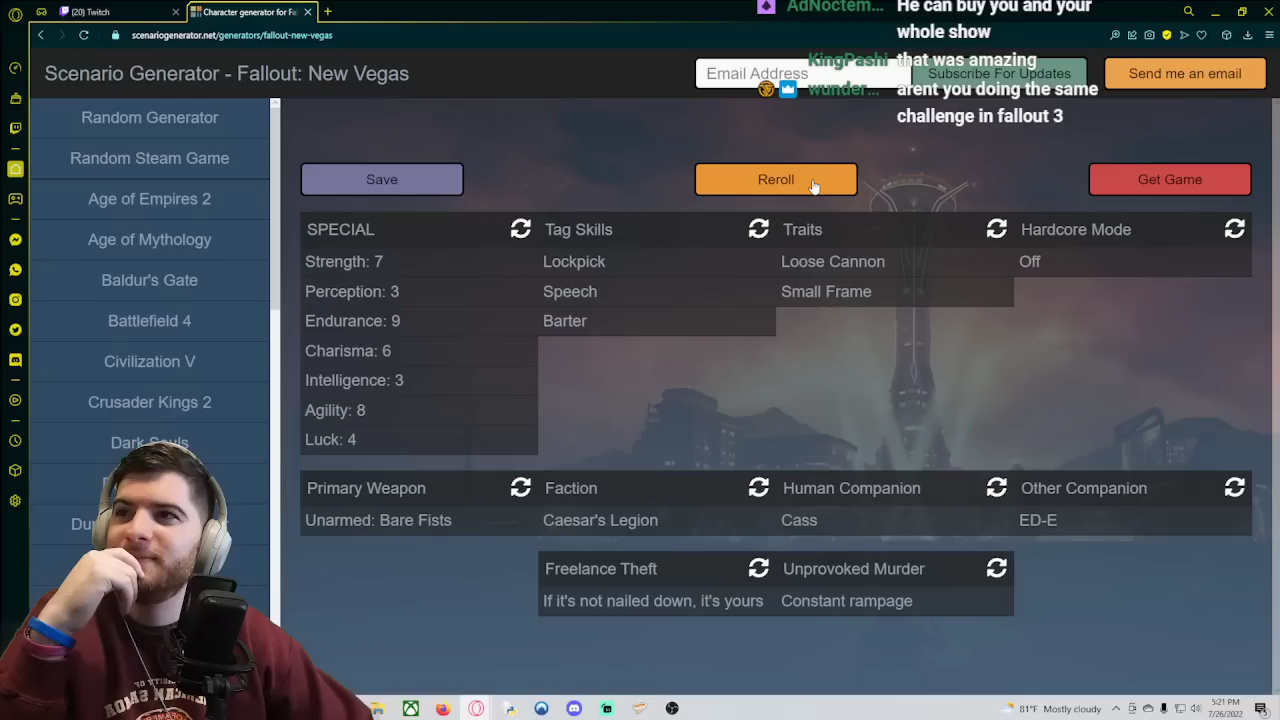 (20) Twitch
Character generator for Fallout:
scenariogenerator.net/generators/fallout-new-vegas
AdNoctem...
He can buy you and your
whole show
KingPashi
that was amazing
wunder...
arent you doing the same
challenge in fallout 3
Scenario Generator - Fallout: New Vegas
Email Address
Subscribe For Updates
Send me an email
Random Generator
Random Steam Game
Age of Empires 2
Age of Mythology
Baldur's Gate
Battlefield 4
Civilization V
Crusader Kings 2
Dark Souls
Save
Reroll
Get Game
SPECIAL
Strength: 7
Perception: 3
Endurance: 9
Charisma: 6
Intelligence: 3
Agility: 8
Luck: 4
Tag Skills
Lockpick
Speech
Barter
Traits
Loose Cannon
Small Frame
Hardcore Mode
Off
Primary Weapon
Unarmed: Bare Fists
Faction
Caesar's Legion
Human Companion
Cass
Other Companion
ED-E
Freelance Theft
If it's not nailed down, it's yours
Unprovoked Murder
Constant rampage
81°F Mostly cloudy
5:21 PM
7/26/2022